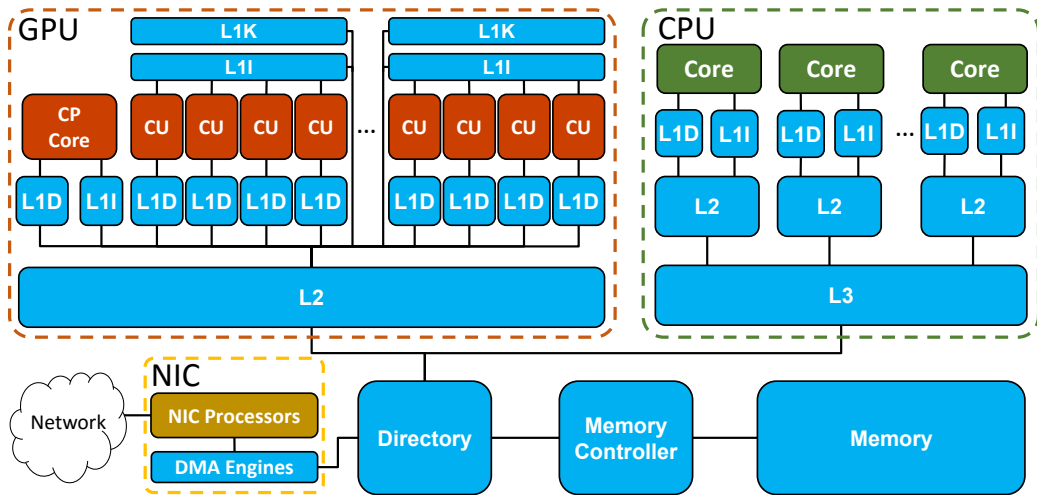 GPU
L1K
L1K
L1I
L1I
CP
Core
CU
CU
CU
CU
...
CU
CU
CU
CU
L1D
L1I
L1D
L1D
L1D
L1D
L1D
L1D
L1D
L1D
L2
CPU
Core
Core
Core
L1D
L1I
L1D
L1I
...
L1D
L1I
L2
L2
L2
L3
NIC
Network
NIC Processors
DMA Engines
Directory
Memory
Controller
Memory